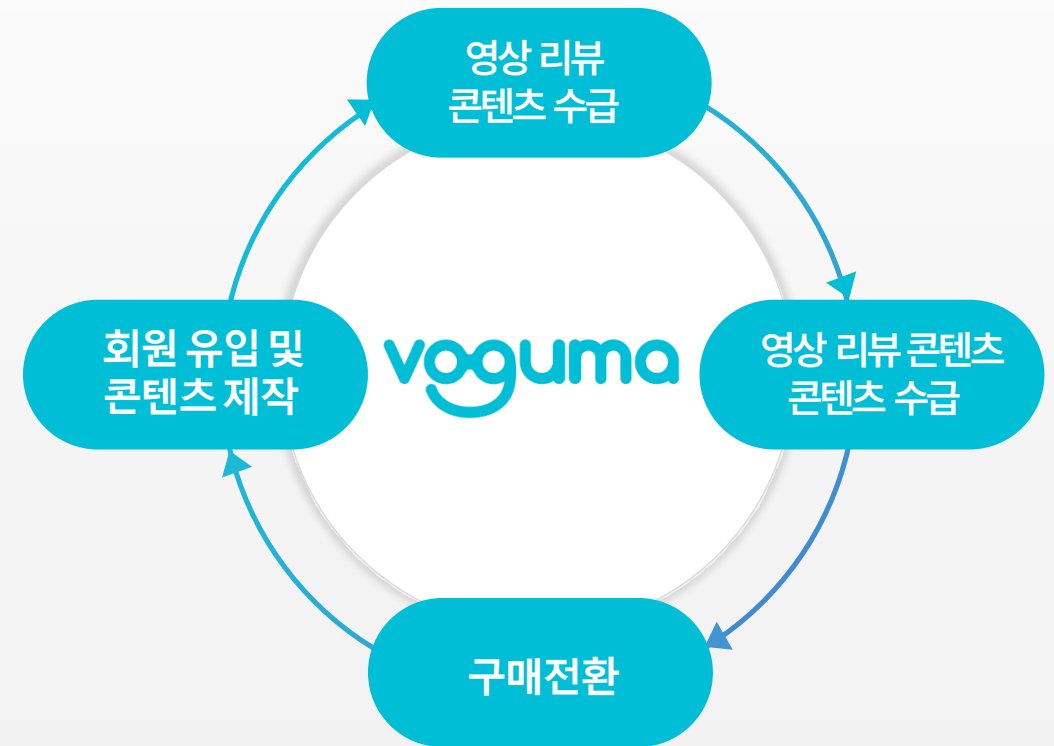 영상 리뷰
콘텐츠 수급
회원 유입 및
콘텐츠 제작
voguma
영상 리뷰 콘텐츠
콘텐츠 수급
구매전환